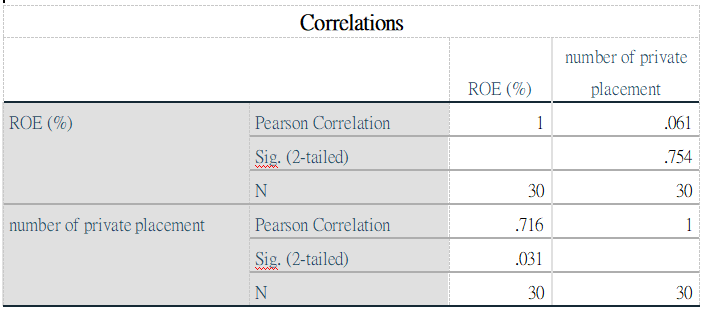 Correlations
ROE (%) number of private placement
ROE (%) Pearson Correlation 1 .061
Sig. (2-tailed) .754
N 30 30
number of private placement Pearson Correlation .716 1
Sig. (2-tailed) .031
N 30 30